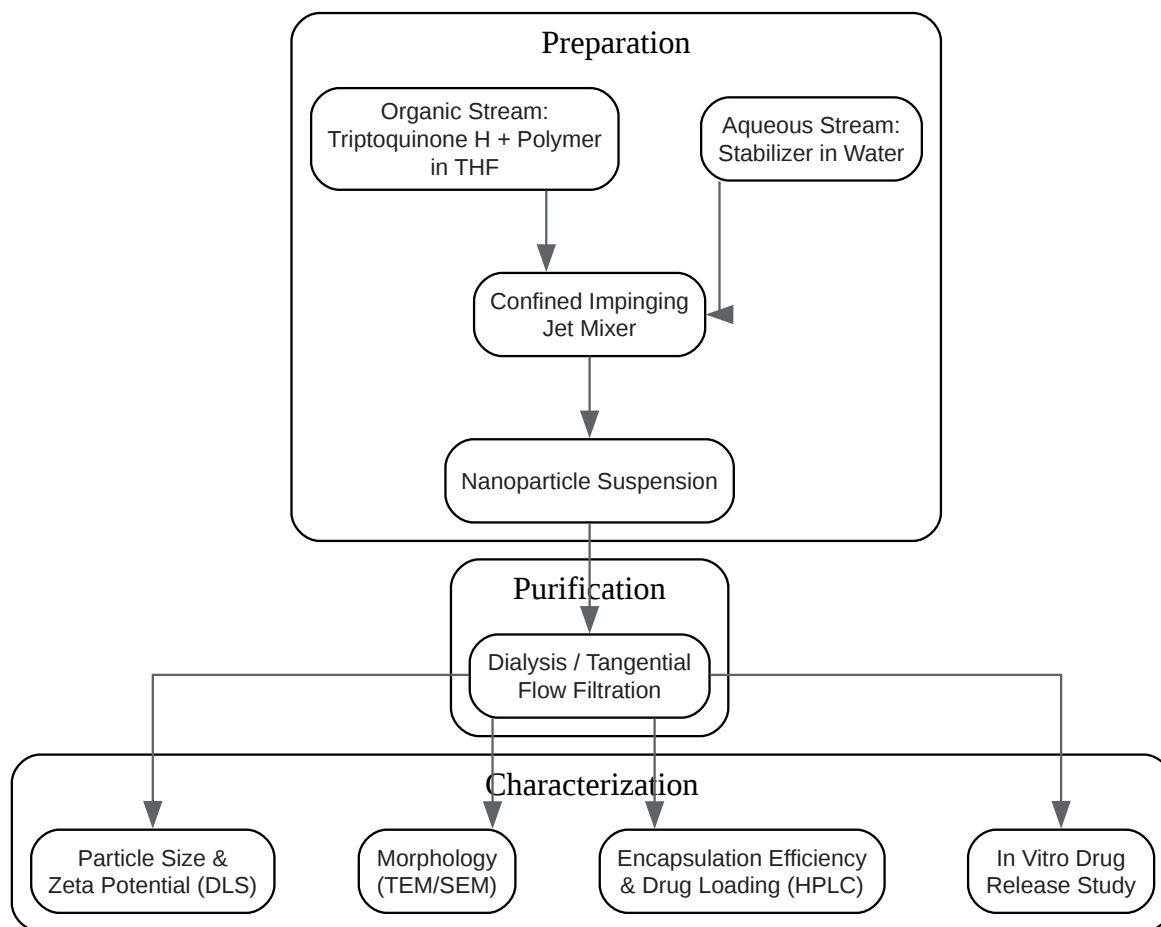 Preparation
Organic Stream:
Triptoquinone H + Polymer
in THF
Aqueous Stream:
Stabilizer in Water
Confined Impinging
Jet Mixer
Nanoparticle Suspension
Purification
Dialysis / Tangential
Flow Filtration
Characterization
Particle Size &
Zeta Potential (DLS)
Morphology
(TEM/SEM)
Encapsulation Efficiency
& Drug Loading (HPLC)
In Vitro Drug
Release Study